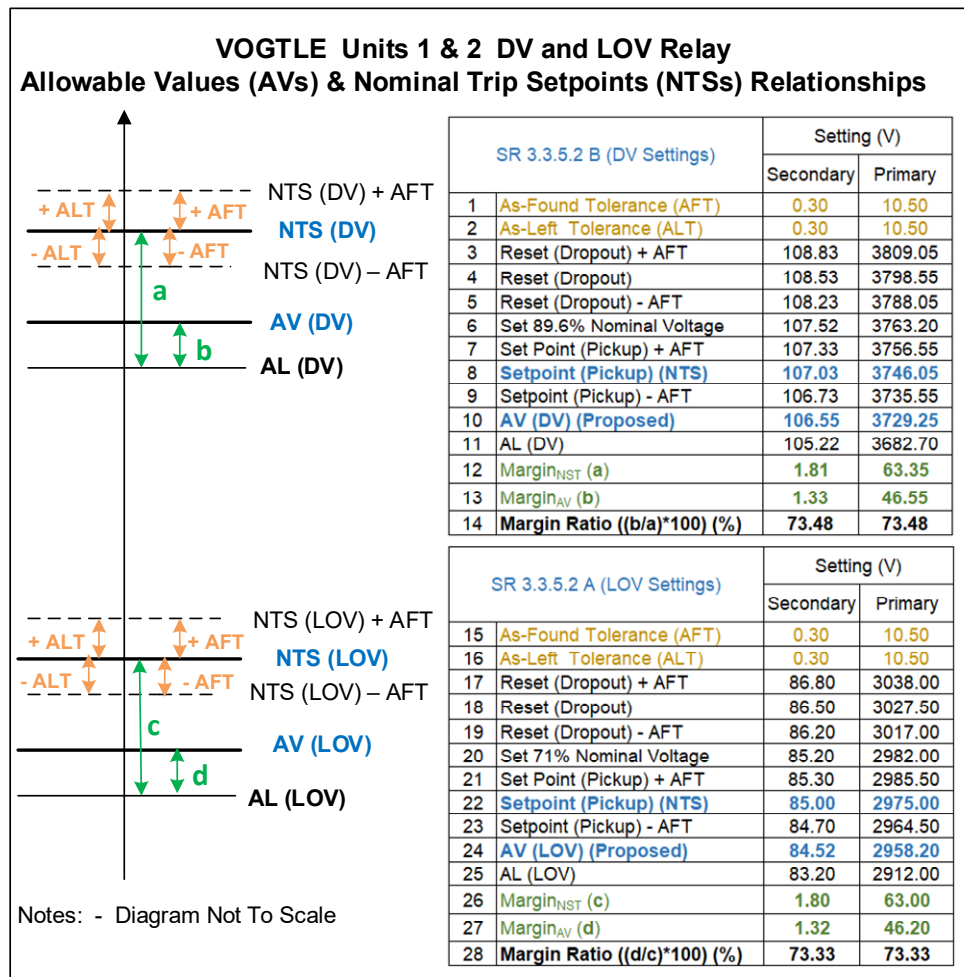 VOGTLE Units 1 & 2 DV and LOV Relay
Allowable Values (AVs) & Nominal Trip Setpoints (NTSs) Relationships
NTS (DV) + AFT
+ ALT + AFT
NTS (DV)
- ALT - AFT
NTS (DV) – AFT
a
AV (DV)
b
AL (DV)
NTS (LOV) + AFT
+ ALT + AFT
NTS (LOV)
- ALT - AFT
NTS (LOV) – AFT
c
AV (LOV)
d
AL (LOV)
Notes: - Diagram Not To Scale
SR 3.3.5.2 B (DV Settings) Setting (V)
Secondary Primary
1 As-Found Tolerance (AFT) 0.30 10.50
2 As-Left Tolerance (ALT) 0.30 10.50
3 Reset (Dropout) + AFT 108.83 3809.05
4 Reset (Dropout) 108.53 3798.55
5 Reset (Dropout) - AFT 108.23 3788.05
6 Set 89.6% Nominal Voltage 107.52 3763.20
7 Set Point (Pickup) + AFT 107.33 3756.55
8 Setpoint (Pickup) (NTS) 107.03 3746.05
9 Setpoint (Pickup) - AFT 106.73 3735.55
10 AV (DV) (Proposed) 106.55 3729.25
11 AL (DV) 105.22 3682.70
12 MarginNST (a) 1.81 63.35
13 MarginAV (b) 1.33 46.55
14 Margin Ratio ((b/a)*100) (%) 73.48 73.48
SR 3.3.5.2 A (LOV Settings) Setting (V)
Secondary Primary
15 As-Found Tolerance (AFT) 0.30 10.50
16 As-Left Tolerance (ALT) 0.30 10.50
17 Reset (Dropout) + AFT 86.80 3038.00
18 Reset (Dropout) 86.50 3027.50
19 Reset (Dropout) - AFT 86.20 3017.00
20 Set 71% Nominal Voltage 85.20 2982.00
21 Set Point (Pickup) + AFT 85.30 2985.50
22 Setpoint (Pickup) (NTS) 85.00 2975.00
23 Setpoint (Pickup) - AFT 84.70 2964.50
24 AV (LOV) (Proposed) 84.52 2958.20
25 AL (LOV) 83.20 2912.00
26 MarginNST (c) 1.80 63.00
27 MarginAV (d) 1.32 46.20
28 Margin Ratio ((d/c)*100) (%) 73.33 73.33